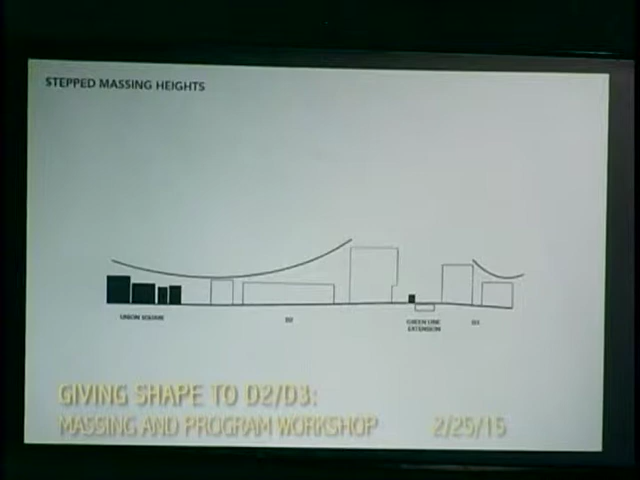 STEPPED MASSING HEIGHTS
UNION SQUARE
D2
GREEN LINE
EXTENSION
D3
GIVING SHAPE TO D2/D3:
MASSING AND PROGRAM WORKSHOP 2/25/15